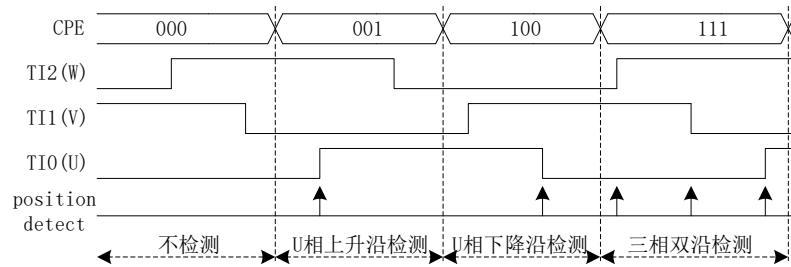 CPE 000 001 100 111
TI2(W)
TI1(V)
TI0(U)
position
detect
不检测 U相上升沿检测 U相下降沿检测 三相双沿检测